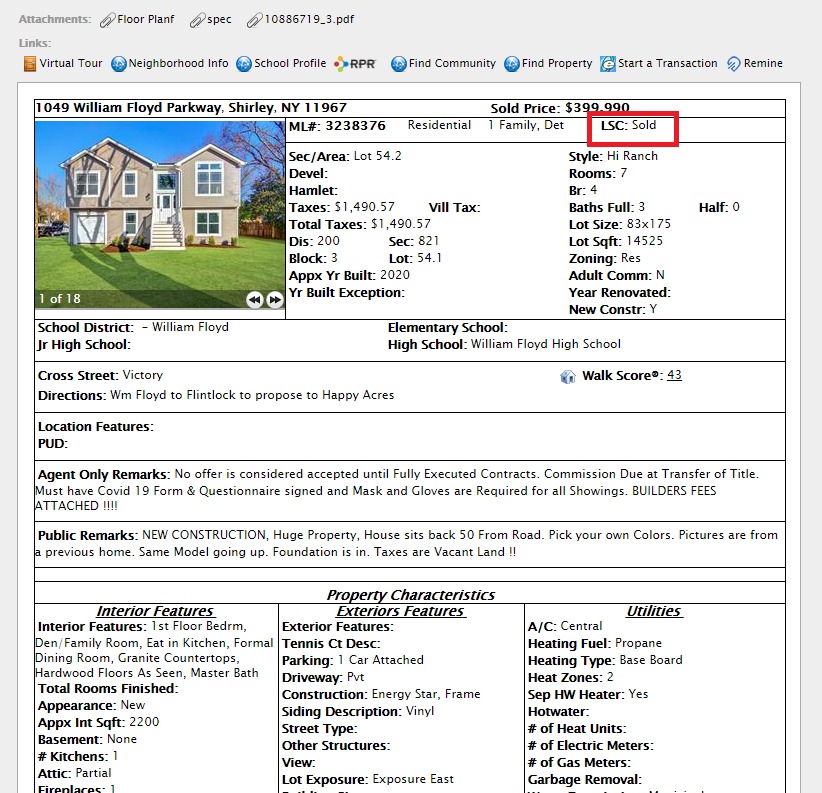 Attachments: Floor Planf spec 10886719_3.pdf
Links:
Virtual Tour Neighborhood Info School Profile RPR Find Community Find Property Start a Transaction Remine
1049 William Floyd Parkway, Shirley, NY 11967 Sold Price: $399,990
ML#: 3238376 Residential 1 Family, Det LSC: Sold
Sec/Area: Lot 54.2 Style: Hi Ranch
Devel: Rooms: 7
Hamlet: Br: 4
Taxes: $1,490.57 Vill Tax: Baths Full: 3 Half: 0
Total Taxes: $1,490.57 Lot Size: 83x175
Dis: 200 Sec: 821 Lot Sqft: 14525
Block: 3 Lot: 54.1 Zoning: Res
Appx Yr Built: 2020 Adult Comm: N
Yr Built Exception: Year Renovated:
1 of 18
New Constr: Y
School District: - William Floyd Elementary School:
Jr High School: High School: William Floyd High School
Cross Street: Victory Walk Score®: 43
Directions: Wm Floyd to Flintlock to propose to Happy Acres
Location Features:
PUD:
Agent Only Remarks: No offer is considered accepted until Fully Executed Contracts. Commission Due at Transfer of Title.
Must have Covid 19 Form & Questionnaire signed and Mask and Gloves are Required for all Showings. BUILDERS FEES
ATTACHED !!!!
Public Remarks: NEW CONSTRUCTION, Huge Property, House sits back 50 From Road. Pick your own Colors. Pictures are from
a previous home. Same Model going up. Foundation is in. Taxes are Vacant Land !!
Property Characteristics
Interior Features
Interior Features: 1st Floor Bedrm,
Den/Family Room, Eat in Kitchen, Formal
Dining Room, Granite Countertops,
Hardwood Floors As Seen, Master Bath
Total Rooms Finished:
Appearance: New
Appx Int Sqft: 2200
Basement: None
# Kitchens: 1
Attic: Partial
Fireplaces: 1
Exteriors Features
Exterior Features:
Tennis Ct Desc:
Parking: 1 Car Attached
Driveway: Pvt
Construction: Energy Star, Frame
Siding Description: Vinyl
Street Type:
Other Structures:
View:
Lot Exposure: Exposure East
Utilities
A/C: Central
Heating Fuel: Propane
Heating Type: Base Board
Heat Zones: 2
Sep HW Heater: Yes
Hotwater:
# of Heat Units:
# of Electric Meters:
# of Gas Meters:
Garbage Removal: